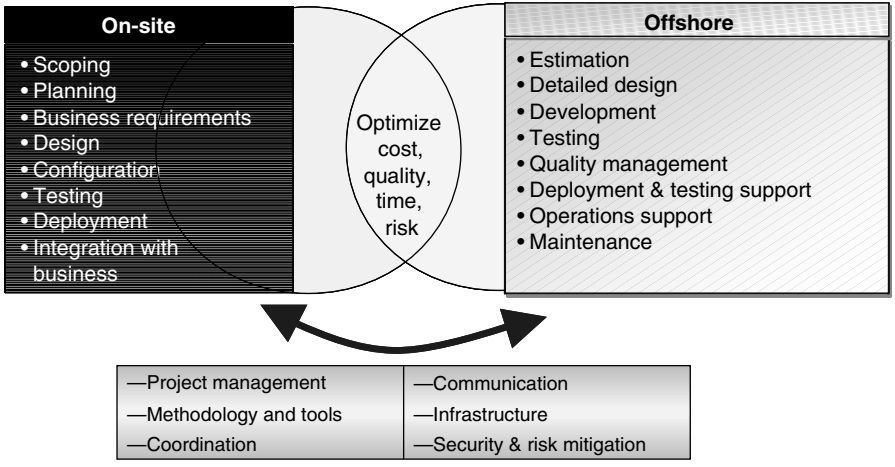 On-site
• Scoping
• Planning
• Business requirements
• Design
• Configuration
• Testing
• Deployment
• Integration with
business
Optimize
cost,
quality,
time,
risk
Offshore
• Estimation
• Detailed design
• Development
• Testing
• Quality management
• Deployment & testing support
• Operations support
• Maintenance
—Project management
—Methodology and tools
—Coordination
—Communication
—Infrastructure
—Security & risk mitigation